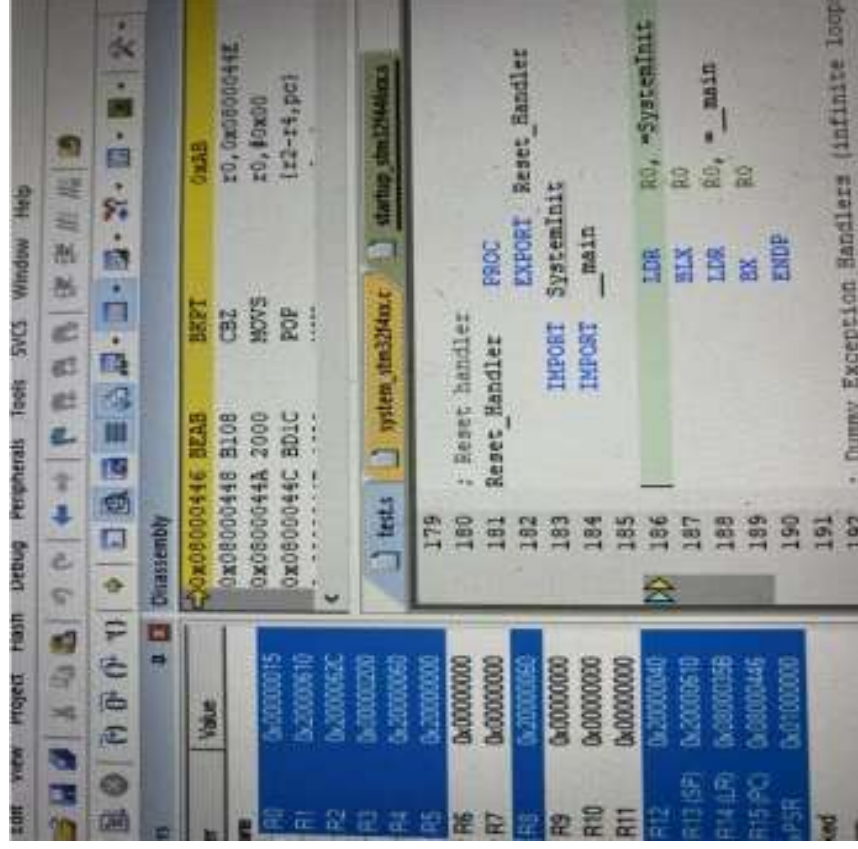 Edit View Project Flash Debug Peripherals Tools SVCS Window Help
Disassembly
0x08000446 BEAB BKPT 0xAB
0x08000448 B108 CBZ r0,0x0800044E
0x0800044A 2000 MOVS r0,#0x00
0x0800044C BD1C POP {r2-r4,pc}
Value
R0 0x00000015
R1 0x20000610
R2 0x2000062C
R3 0x00000200
R4 0x20000060
R5 0x20000000
R6 0x00000000
R7 0x00000000
R8 0x20000060
R9 0x00000000
R10 0x00000000
R11 0x00000000
R12 0x20000040
R13 (SP) 0x20000610
R14 (LR)
R15 (PC) 0x08000446
xPSR 0x01000000
test.s system_stm32f4xx.c startup_stm32f446xx.s
179
180 ; Reset handler
181 Reset_Handler PROC
182 EXPORT Reset_Handler
183 IMPORT SystemInit
184 IMPORT __main
185
186 LDR R0, =SystemInit
187 BLX R0
188 LDR R0, =__main
189 BX R0
190 ENDP
191
192 ; Dummy Exception Handlers (infinite loop